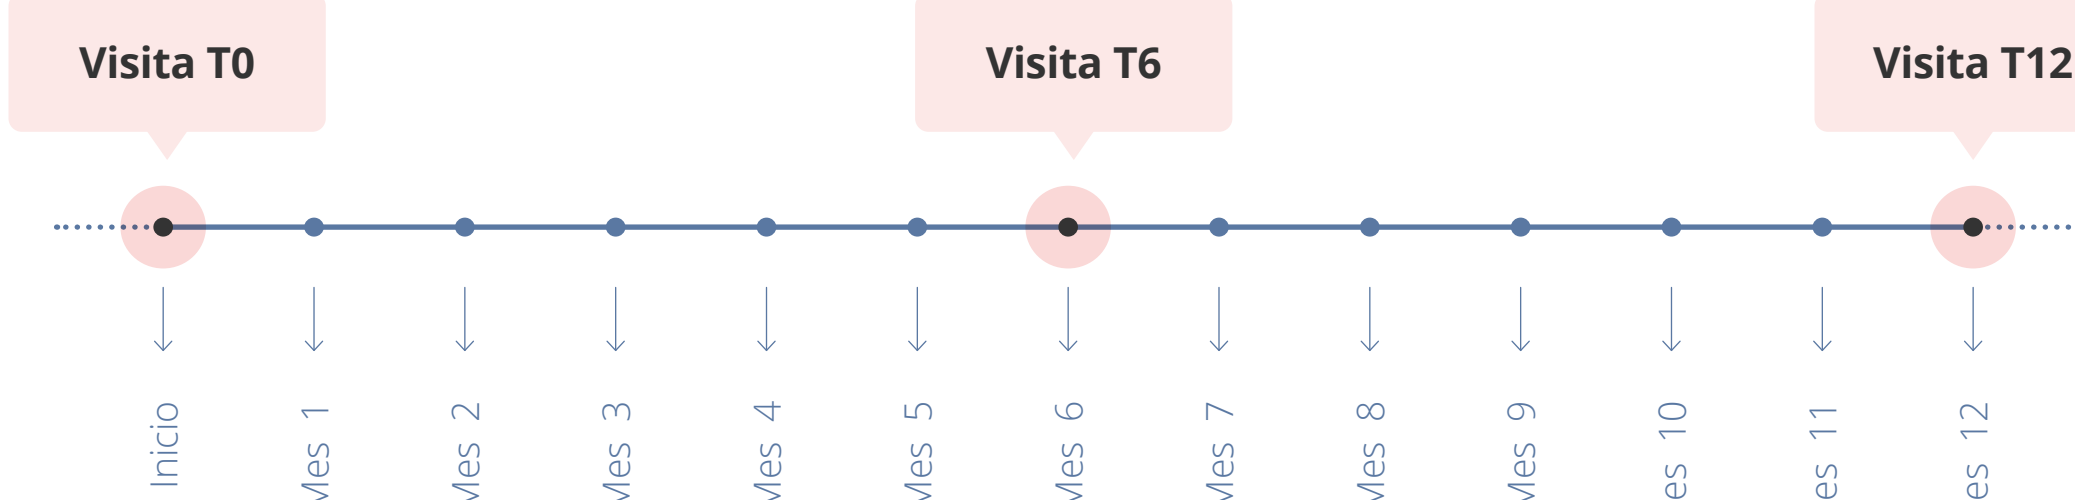 Visita T0
Visita T6
Visita T12
Inicio
Mes 1
Mes 2
Mes 3
Mes 4
Mes 5
Mes 6
Mes 7
Mes 8
Mes 9
es 10
es 11
es 12